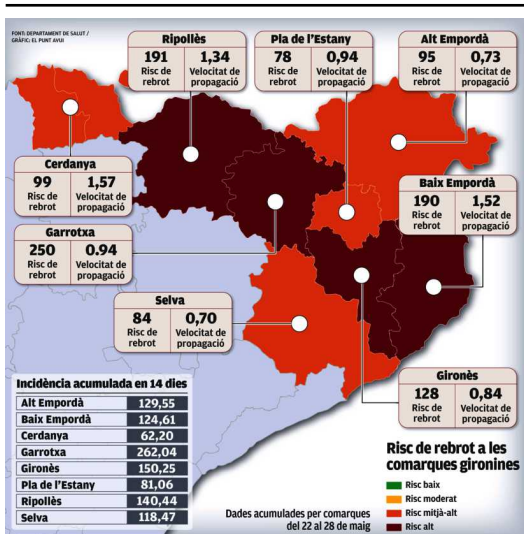 FONT: DEPARTAMENT DE SALUT /
GRÀFIC: EL PUNT AVUI
Ripollès
191 1,34
Risc de rebrot Velocitat de propagació
Pla de l'Estany
78 0,94
Risc de rebrot Velocitat de propagació
Alt Empordà
95 0,73
Risc de rebrot Velocitat de propagació
Cerdanya
99 1,57
Risc de rebrot Velocitat de propagació
Baix Empordà
190 1,52
Risc de rebrot Velocitat de propagació
Garrotxa
250 0.94
Risc de rebrot Velocitat de propagació
Selva
84 0,70
Risc de rebrot Velocitat de propagació
Gironès
128 0,84
Risc de rebrot Velocitat de propagació
Incidència acumulada en 14 dies
Alt Empordà 129,55
Baix Empordà 124,61
Cerdanya 62,20
Garrotxa 262,04
Gironès 150,25
Pla de l'Estany 81,06
Ripollès 140,44
Selva 118,47
Dades acumulades per comarques
del 22 al 28 de maig
Risc de rebrot a les
comarques gironines
Risc baix
Risc moderat
Risc mitjà-alt
Risc alt